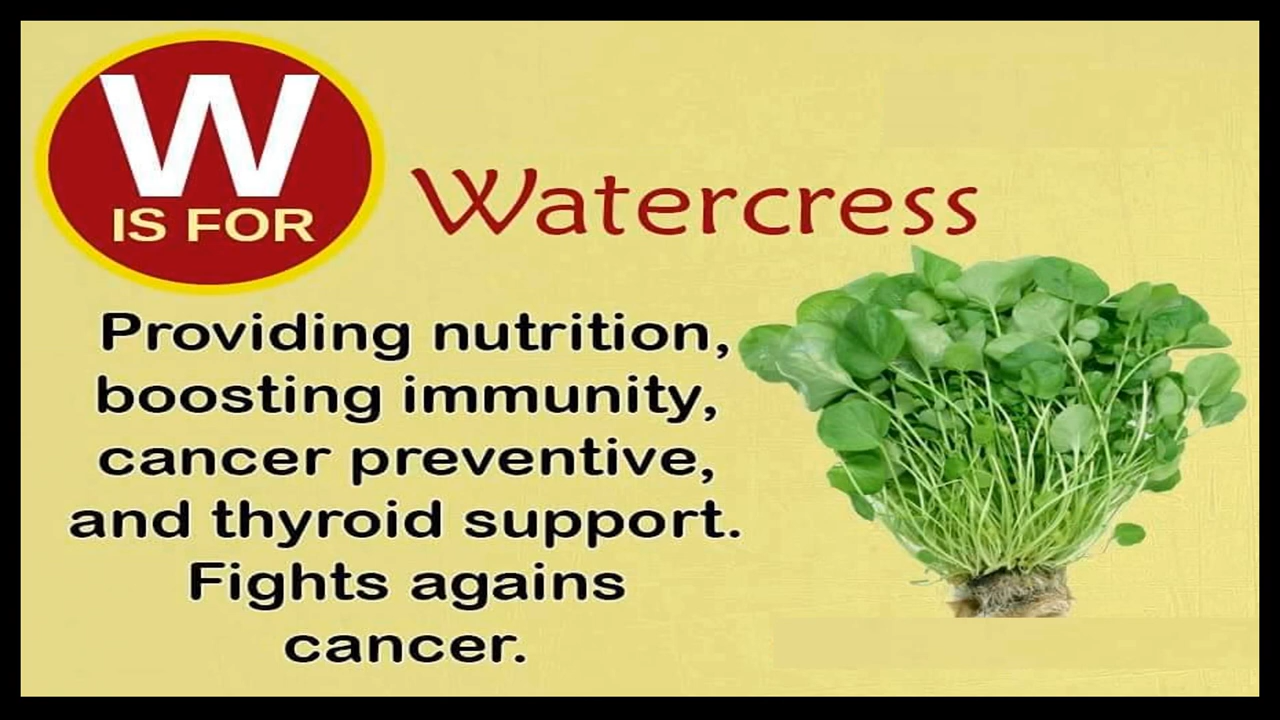 W
IS FOR
Watercress
Providing nutrition,
boosting immunity,
cancer preventive,
and thyroid support.
Fights agains
cancer.